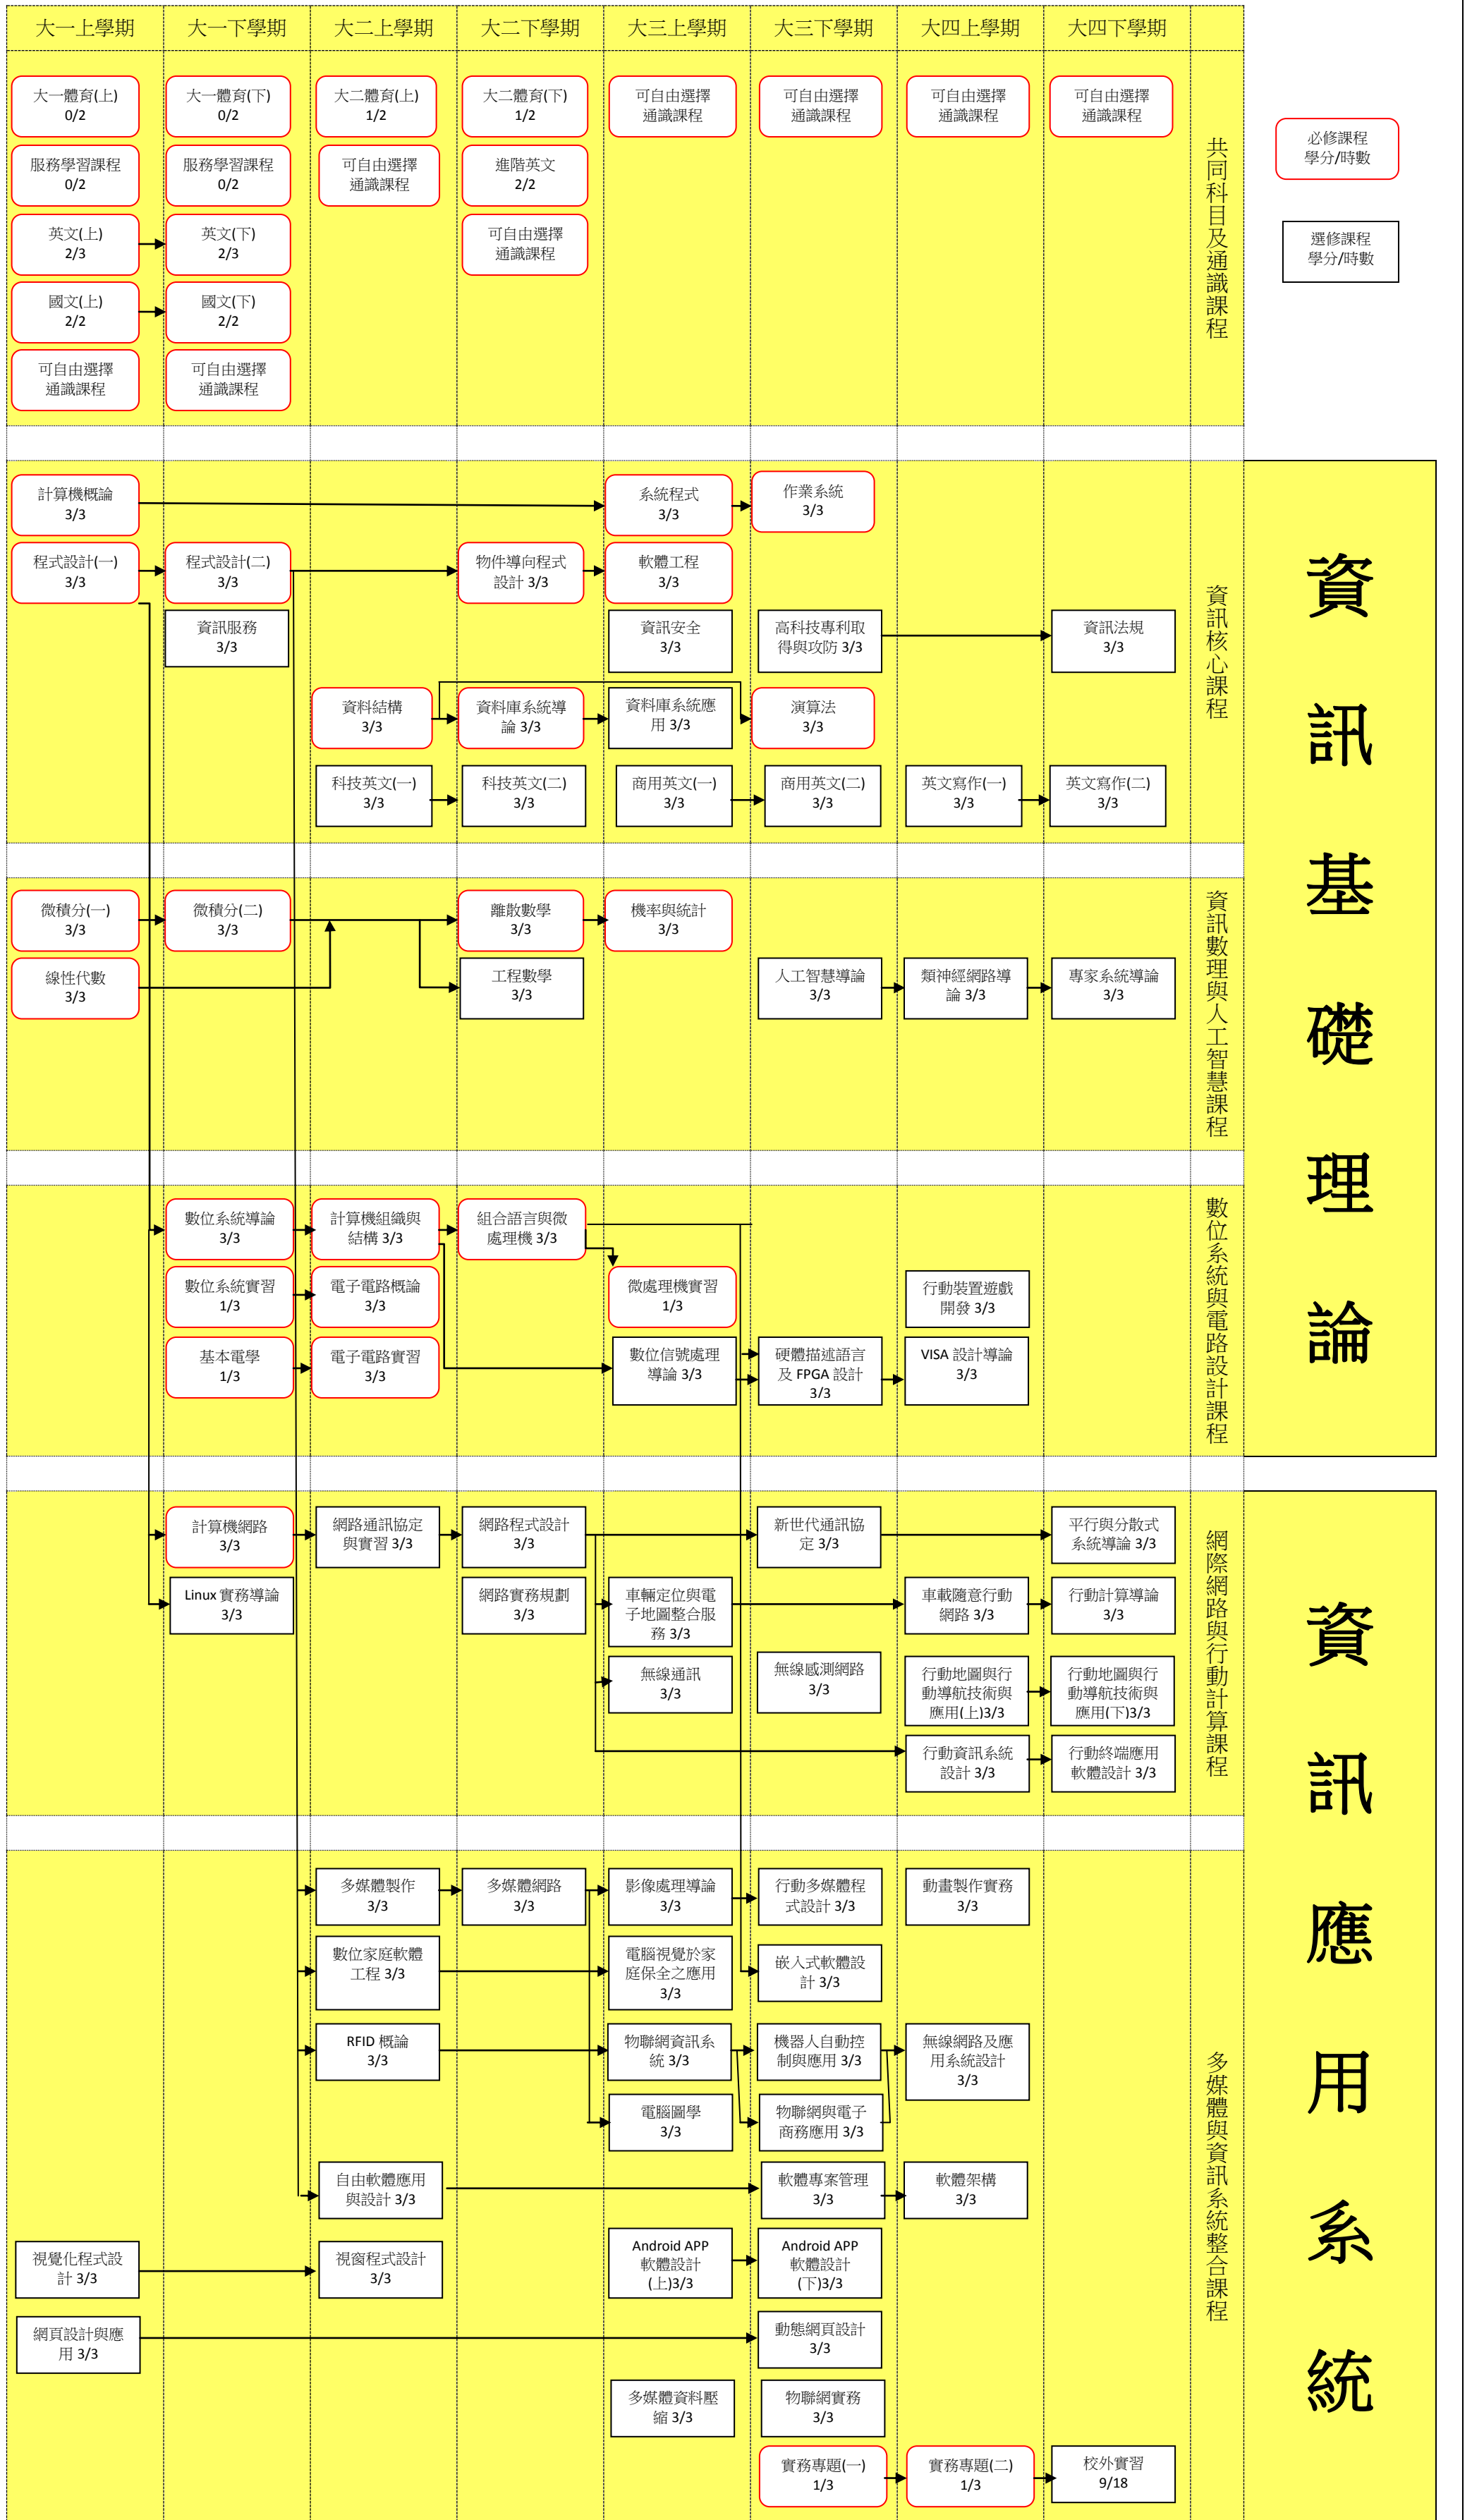 大一上學期
大一下學期
大二上學期
大二下學期
大三上學期
大三下學期
大四上學期
大四下學期
大一體育(上)
0/2
大一體育(下)
0/2
大二體育(上)
1/2
大二體育(下)
1/2
可自由選擇
通識課程
可自由選擇
通識課程
可自由選擇
通識課程
可自由選擇
通識課程
服務學習課程
0/2
服務學習課程
0/2
可自由選擇
通識課程
進階英文
2/2
英文(上)
2/3
英文(下)
2/3
可自由選擇
通識課程
國文(上)
2/2
國文(下)
2/2
可自由選擇
通識課程
可自由選擇
通識課程
共同科目及通識課程
必修課程
學分/時數
選修課程
學分/時數
計算機概論
3/3
系統程式
3/3
作業系統
3/3
程式設計(一)
3/3
程式設計(二)
3/3
物件導向程式
設計 3/3
軟體工程
3/3
資訊服務
3/3
資訊安全
3/3
高科技專利取
得與攻防 3/3
資訊法規
3/3
資料結構
3/3
資料庫系統導
論 3/3
資料庫系統應
用 3/3
演算法
3/3
科技英文(一)
3/3
科技英文(二)
3/3
商用英文(一)
3/3
商用英文(二)
3/3
英文寫作(一)
3/3
英文寫作(二)
3/3
資訊核心課程
微積分(一)
3/3
微積分(二)
3/3
離散數學
3/3
機率與統計
3/3
線性代數
3/3
工程數學
3/3
人工智慧導論
3/3
類神經網路導
論 3/3
專家系統導論
3/3
資訊數理與人工智慧課程
數位系統導論
3/3
計算機組織與
結構 3/3
組合語言與微
處理機 3/3
數位系統實習
1/3
電子電路概論
3/3
微處理機實習
1/3
行動裝置遊戲
開發 3/3
基本電學
1/3
電子電路實習
3/3
數位信號處理
導論 3/3
硬體描述語言
及 FPGA 設計
3/3
VISA 設計導論
3/3
數位系統與電路設計課程
資訊基礎理論
計算機網路
3/3
網路通訊協定
與實習 3/3
網路程式設計
3/3
新世代通訊協
定 3/3
平行與分散式
系統導論 3/3
Linux 實務導論
3/3
網路實務規劃
3/3
車輛定位與電
子地圖整合服
務 3/3
車載隨意行動
網路 3/3
行動計算導論
3/3
無線通訊
3/3
無線感測網路
3/3
行動地圖與行
動導航技術與
應用(上)3/3
行動地圖與行
動導航技術與
應用(下)3/3
行動資訊系統
設計 3/3
行動終端應用
軟體設計 3/3
網際網路與行動計算課程
多媒體製作
3/3
多媒體網路
3/3
影像處理導論
3/3
行動多媒體程
式設計 3/3
動畫製作實務
3/3
數位家庭軟體
工程 3/3
電腦視覺於家
庭保全之應用
3/3
嵌入式軟體設
計 3/3
RFID 概論
3/3
物聯網資訊系
統 3/3
機器人自動控
制與應用 3/3
無線網路及應
用系統設計
3/3
電腦圖學
3/3
物聯網與電子
商務應用 3/3
自由軟體應用
與設計 3/3
軟體專案管理
3/3
軟體架構
3/3
視覺化程式設
計 3/3
視窗程式設計
3/3
Android APP
軟體設計
(上)3/3
Android APP
軟體設計
(下)3/3
網頁設計與應
用 3/3
動態網頁設計
3/3
多媒體資料壓
縮 3/3
物聯網實務
3/3
實務專題(一)
1/3
實務專題(二)
1/3
校外實習
9/18
多媒體與資訊系統整合課程
資訊應用系統